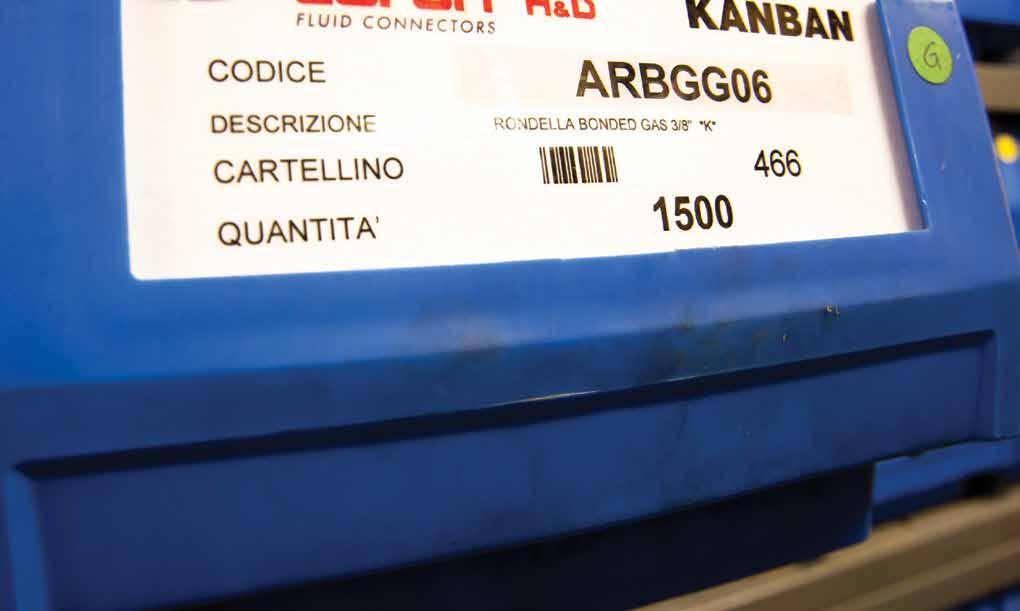 A&D KANBAN
FLUID CONNECTORS
CODICE ARBGG06
DESCRIZIONE RONDELLA BONDED GAS 3/8" "K"
CARTELLINO 466
QUANTITA' 1500
G